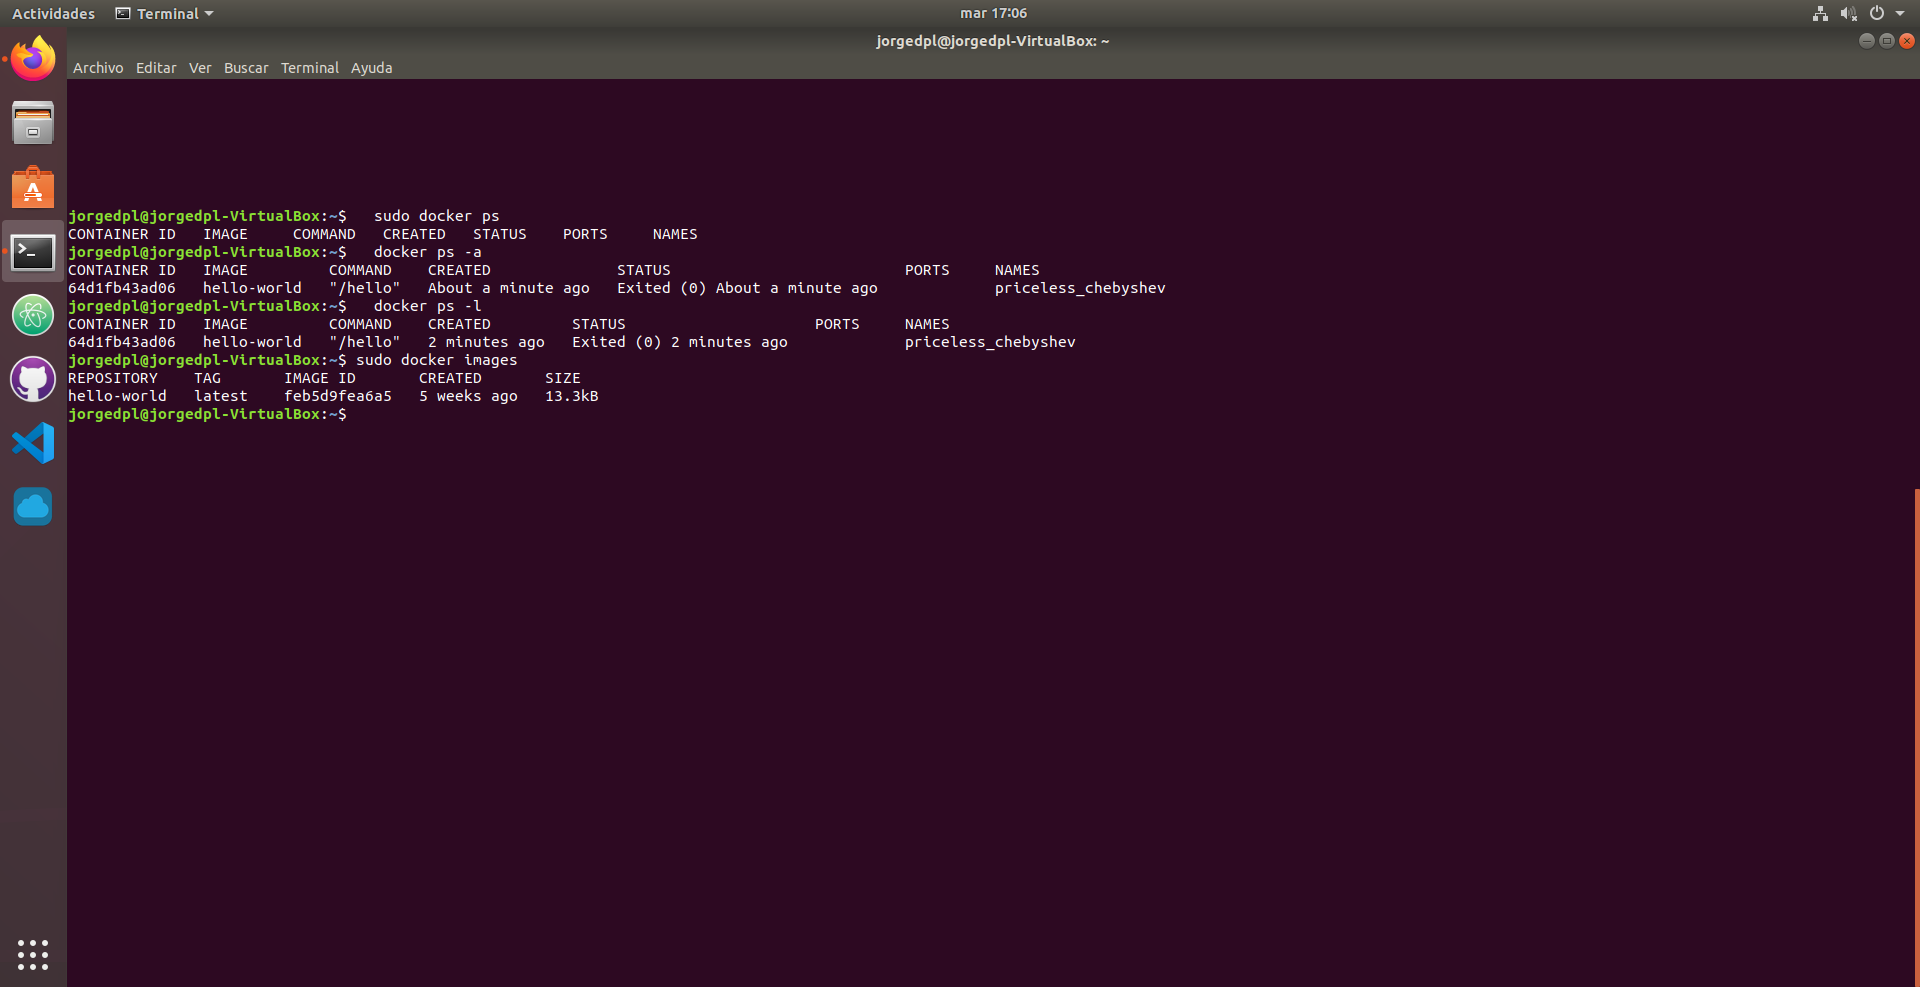 Actividades Terminal mar 17:06
jorgedpl@jorgedpl-VirtualBox: ~
Archivo Editar Ver Buscar Terminal Ayuda
jorgedpl@jorgedpl-VirtualBox:~$   sudo docker ps
CONTAINER ID   IMAGE     COMMAND   CREATED   STATUS    PORTS     NAMES
jorgedpl@jorgedpl-VirtualBox:~$   docker ps -a
CONTAINER ID   IMAGE         COMMAND    CREATED              STATUS                          PORTS     NAMES
64d1fb43ad06   hello-world   "/hello"   About a minute ago   Exited (0) About a minute ago             priceless_chebyshev
jorgedpl@jorgedpl-VirtualBox:~$   docker ps -l
CONTAINER ID   IMAGE         COMMAND    CREATED         STATUS                     PORTS     NAMES
64d1fb43ad06   hello-world   "/hello"   2 minutes ago   Exited (0) 2 minutes ago             priceless_chebyshev
jorgedpl@jorgedpl-VirtualBox:~$ sudo docker images
REPOSITORY    TAG       IMAGE ID       CREATED       SIZE
hello-world   latest    feb5d9fea6a5   5 weeks ago   13.3kB
jorgedpl@jorgedpl-VirtualBox:~$